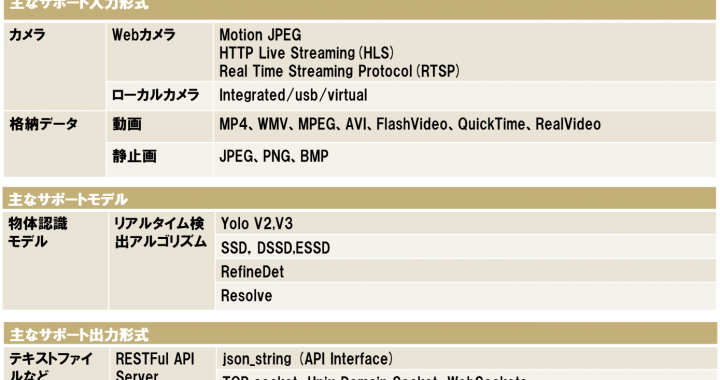 主なサポート入力形式
カメラ
Webカメラ
Motion JPEG
HTTP Live Streaming(HLS)
Real Time Streaming Protocol(RTSP)
ローカルカメラ
Integrated/usb/virtual
格納データ
動画
MP4、WMV、MPEG、AVI、FlashVideo、QuickTime、RealVideo
静止画
JPEG、PNG、BMP
主なサポートモデル
物体認識
モデル
リアルタイム検
出アルゴリズム
Yolo V2,V3
SSD, DSSD,ESSD
RefineDet
Resolve
主なサポート出力形式
テキストファイ
ルなど
RESTFul API
Server
json_string (API Interface)
TCP socket、Unix Domain Socket、WebSockets